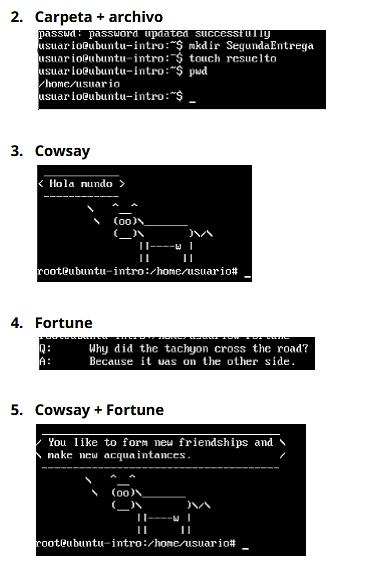 2. Carpeta + archivo
passwd: password updated successfully
usuario@ubuntu-intro:~$ mkdir SegundaEntrega
usuario@ubuntu-intro:~$ touch resuelto
usuario@ubuntu-intro:~$ pwd
/home/usuario
usuario@ubuntu-intro:~$ _
3. Cowsay
< Hola mundo >
(oo)
(__)
||----w |
|| ||
root@ubuntu-intro:/home/usuario# _
4. Fortune
Q: Why did the tachyon cross the road?
A: Because it was on the other side.
5. Cowsay + Fortune
/ You like to form new friendships and \
\ make new acquaintances. /
(oo)
(__)
||----w |
|| ||
root@ubuntu-intro:/home/usuario# _